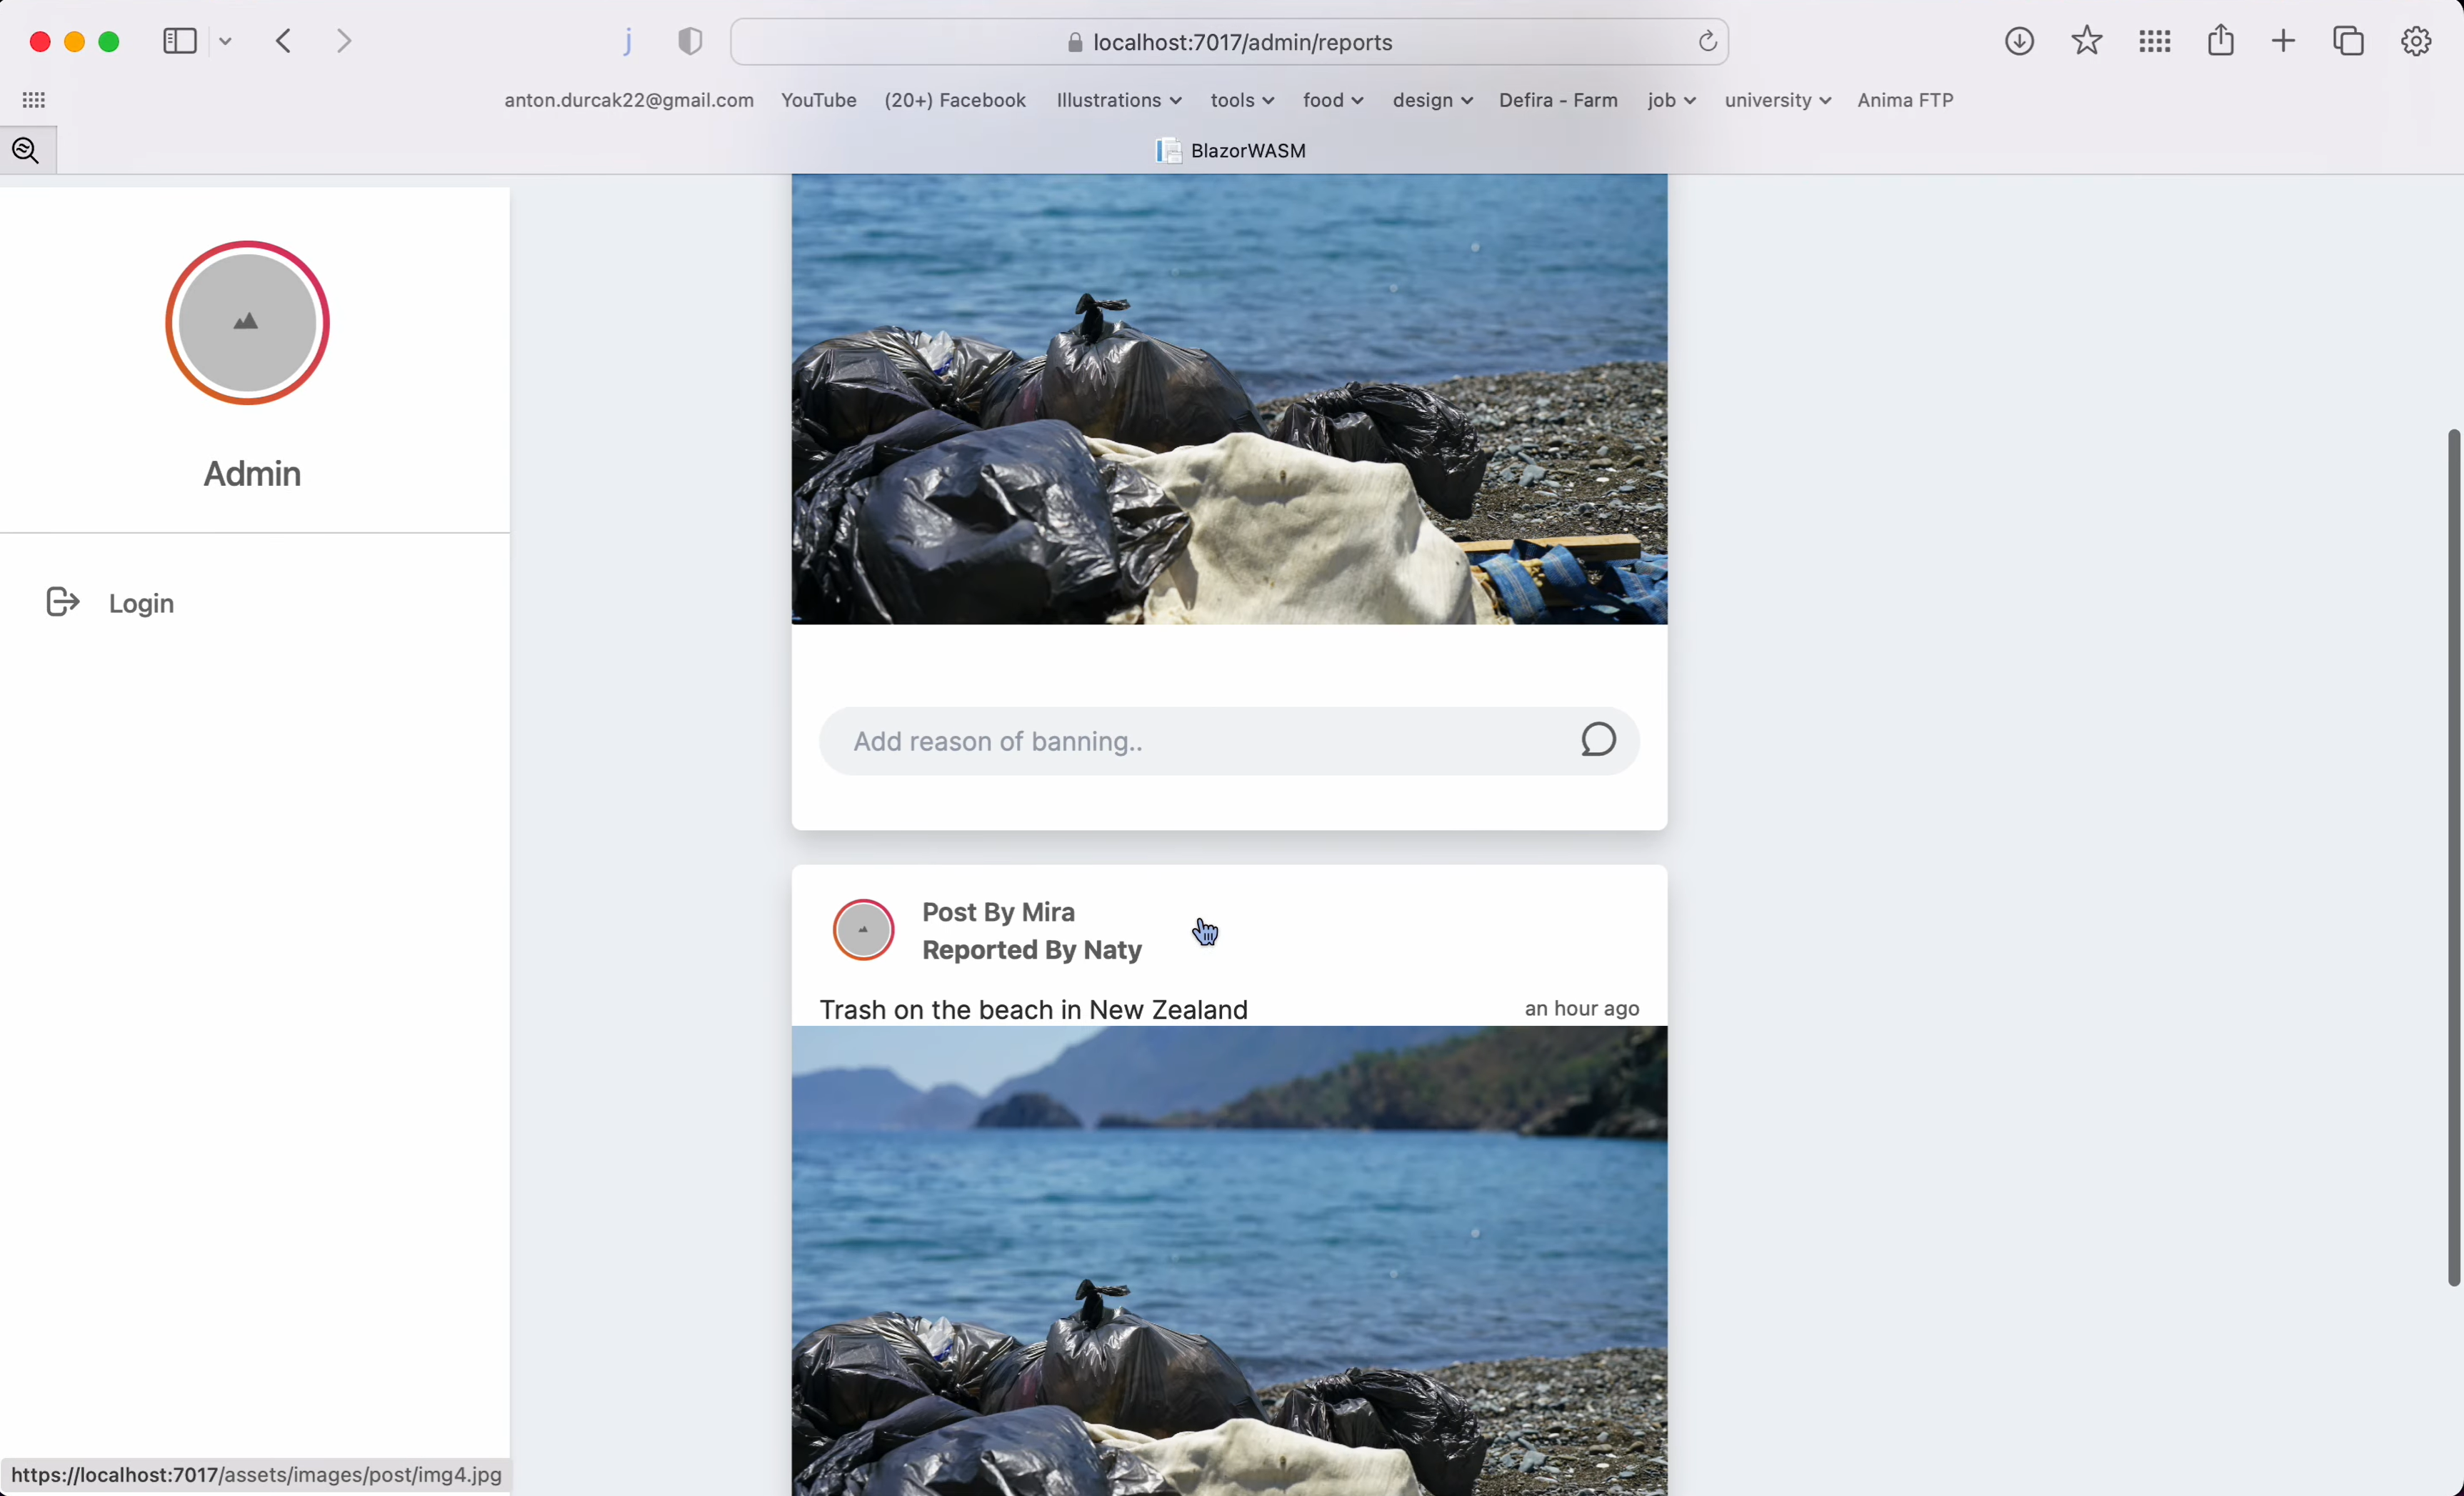 j
localhost:7017/admin/reports
anton.durcak22@gmail.com YouTube (20+) Facebook Illustrations tools food design Defira - Farm job university Anima FTP
BlazorWASM
Admin
Login
Add reason of banning..
Post By Mira
Reported By Naty
Trash on the beach in New Zealand an hour ago
https://localhost:7017/assets/images/post/img4.jpg